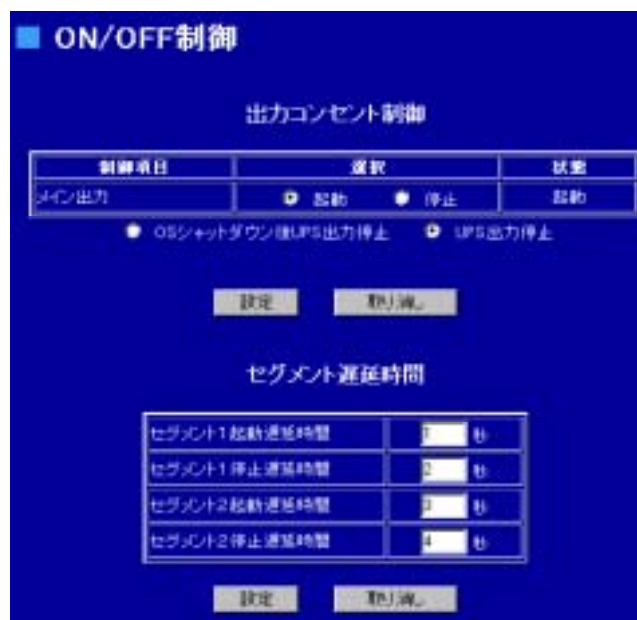 ON/OFF制御
出力コンセント制御
制御項目 選択 状態
メイン出力 起動 停止 起動
OSシャットダウン後UPS出力停止 UPS出力停止
設定 取り消し
セグメント遅延時間
セグメント1起動遅延時間 1 秒
セグメント1停止遅延時間 2 秒
セグメント2起動遅延時間 3 秒
セグメント2停止遅延時間 4 秒
設定 取り消し